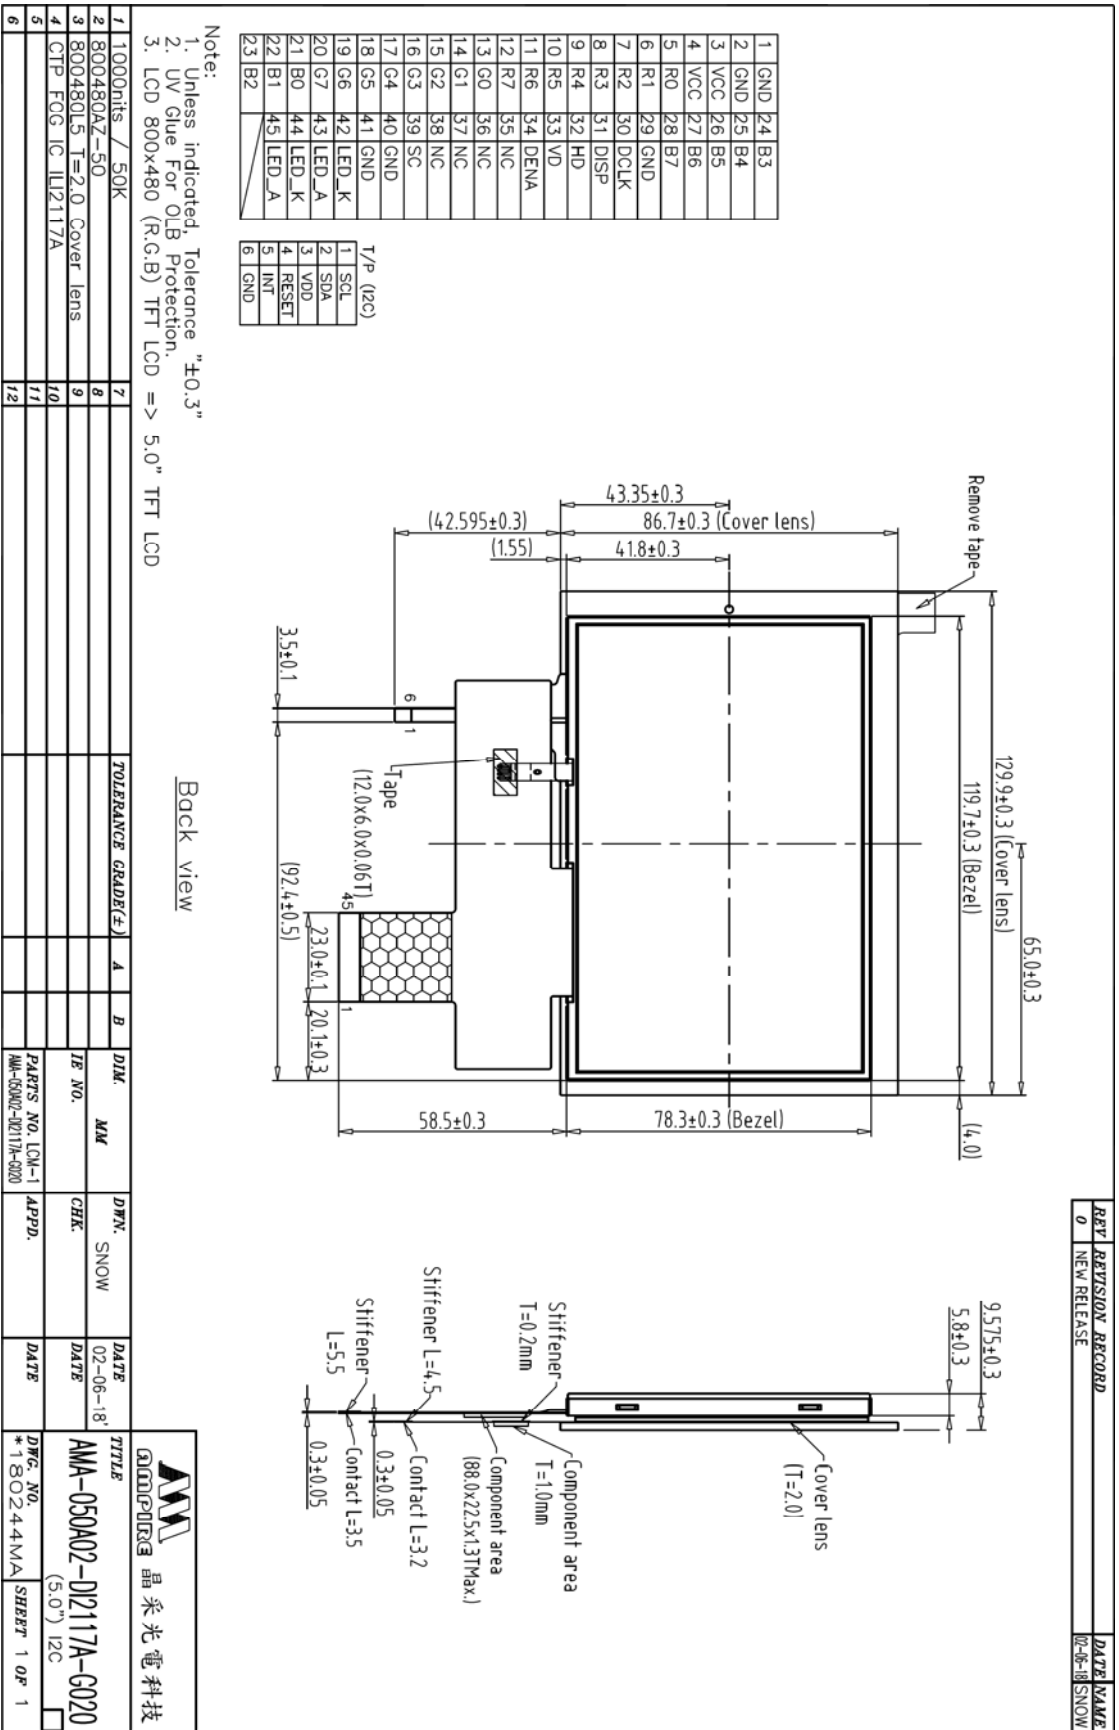 REV REVISION RECORD DATE NAME
0 NEW RELEASE 02-06-18 SNOW
1 GND 24 B3
2 GND 25 B4
3 VCC 26 B5
4 VCC 27 B6
5 R0 28 B7
6 R1 29 GND
7 R2 30 DCLK
8 R3 31 DISP
9 R4 32 HD
10 R5 33 VD
11 R6 34 DENA
12 R7 35 NC
13 G0 36 NC
14 G1 37 NC
15 G2 38 NC
16 G3 39 SC
17 G4 40 GND
18 G5 41 GND
19 G6 42 LED_K
20 G7 43 LED_A
21 B0 44 LED_K
22 B1 45 LED_A
23 B2
T/P (I2C)
1 SCL
2 SDA
3 VDD
4 RESET
5 INT
6 GND
Remove tape
65.0±0.3
129.9±0.3 (Cover lens)
119.7±0.3 (Bezel)
(4.0)
86.7±0.3 (Cover lens)
43.35±0.3
41.8±0.3
(42.595±0.3)
(1.55)
78.3±0.3 (Bezel)
58.5±0.3
3.5±0.1
6
1
Tape
(12.0x6.0x0.06T)
45
1
23.0±0.1
20.1±0.3
(92.4±0.5)
Back view
9.575±0.3
5.8±0.3
Cover lens
(T=2.0)
Stiffener
T=0.2mm
Component area
T=1.0mm
Component area
(88.0x22.5x1.3TMax.)
Stiffener L=4.5
Contact L=3.2
0.3±0.05
Stiffener
L=5.5
Contact L=3.5
0.3±0.05
Note:
1. Unless indicated, Tolerance "±0.3"
2. UV Glue For OLB Protection.
3. LCD 800x480 (R.G.B) TFT LCD => 5.0" TFT LCD
1 1000nits / 50K
2 800480AZ-50
3 800480L5 T=2.0 Cover lens
4 CTP FCG IC ILI2117A
5
6
7
8
9
10
11
12
TOLERANCE GRADE(±) A B
DIM. MM
IE NO.
PARTS NO. LCM-1
AMA-050A02-DI2117A-G020
DWN. SNOW
CHK.
APPD.
DATE 02-06-18'
DATE
DATE
AMPIRE 晶采光電科技
TITLE
AMA-050A02-DI2117A-G020
(5.0") I2C
DWG. NO.
*180244MA SHEET 1 OF 1